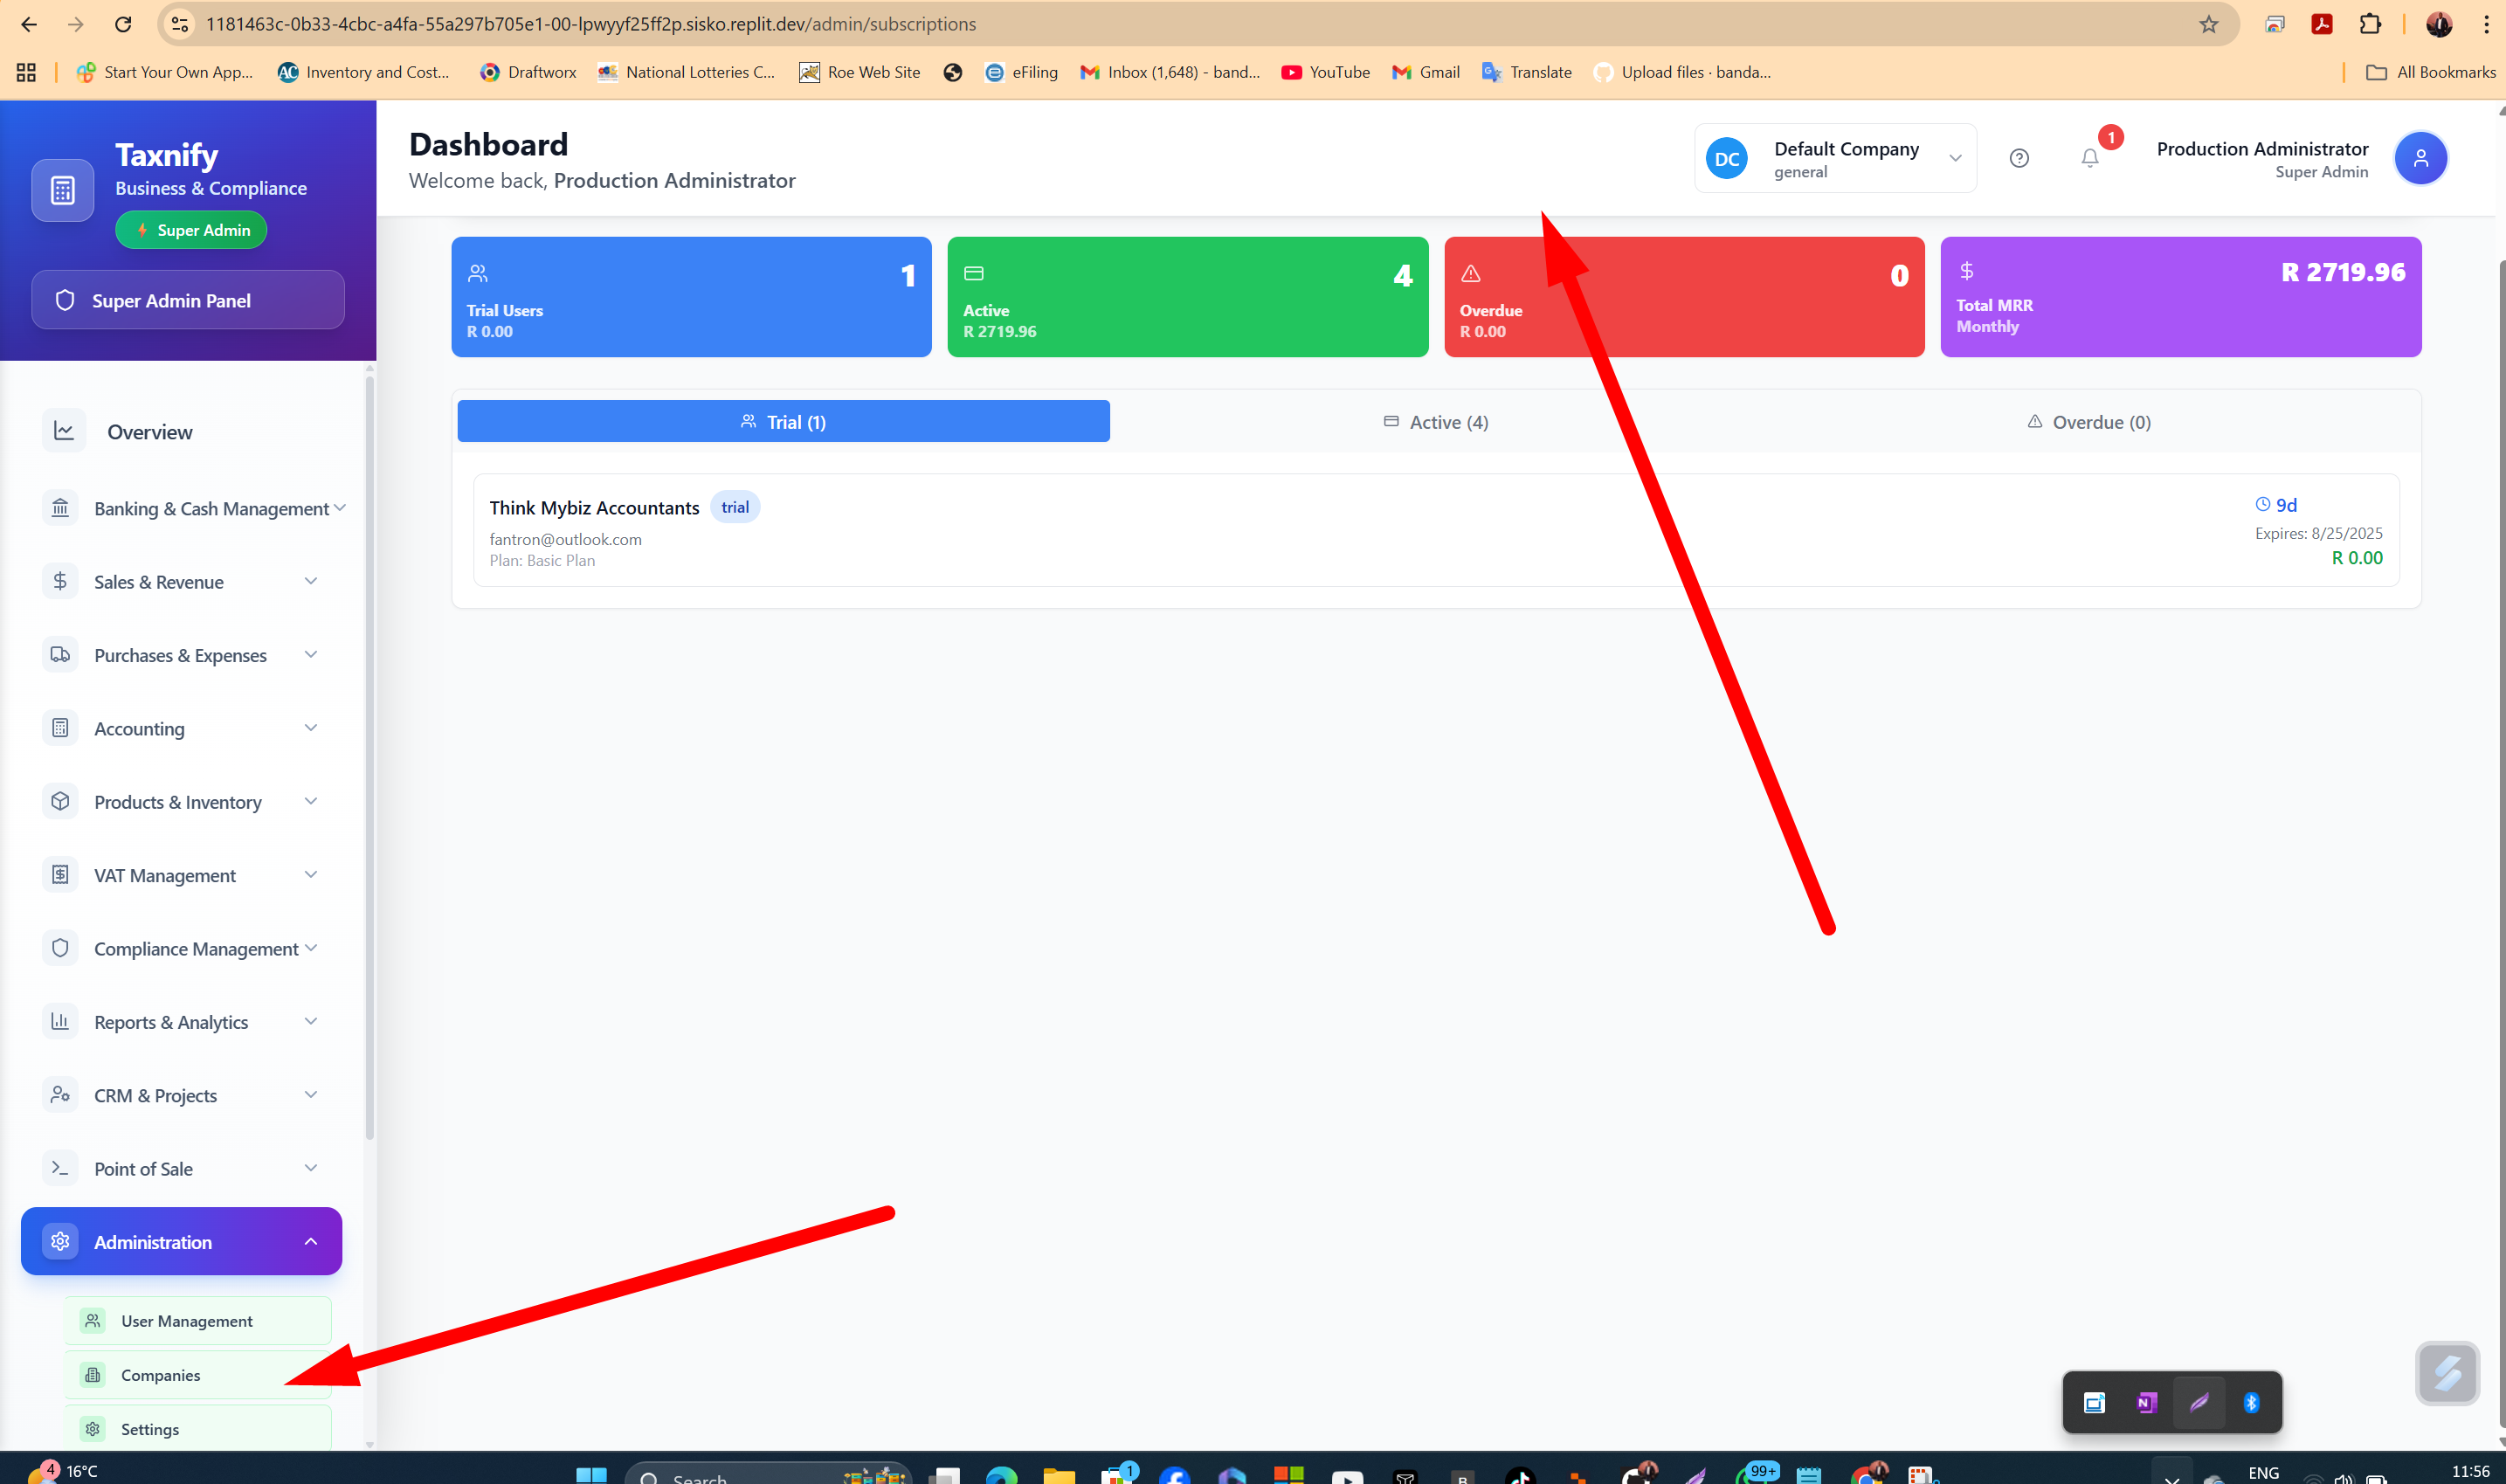 1181463c-0b33-4cbc-a4fa-55a297b705e1-00-lpwyyf25ff2p.sisko.replit.dev/admin/subscriptions
Start Your Own App... Inventory and Cost... Draftworx National Lotteries C... Roe Web Site eFiling Inbox (1,648) - band... YouTube Gmail Translate Upload files · banda... All Bookmarks
Taxnify
Business & Compliance
Super Admin
Super Admin Panel
Overview
Banking & Cash Management
Sales & Revenue
Purchases & Expenses
Accounting
Products & Inventory
VAT Management
Compliance Management
Reports & Analytics
CRM & Projects
Point of Sale
Administration
User Management
Companies
Settings
Dashboard
Welcome back, Production Administrator
DC
Default Company
general
1
Production Administrator
Super Admin
1
Trial Users
R 0.00
4
Active
R 2719.96
0
Overdue
R 0.00
R 2719.96
Total MRR
Monthly
Trial (1)
Active (4)
Overdue (0)
Think Mybiz Accountants trial
fantron@outlook.com
Plan: Basic Plan
9d
Expires: 8/25/2025
R 0.00
4
16°C
Search
1
99+
ENG
11:56